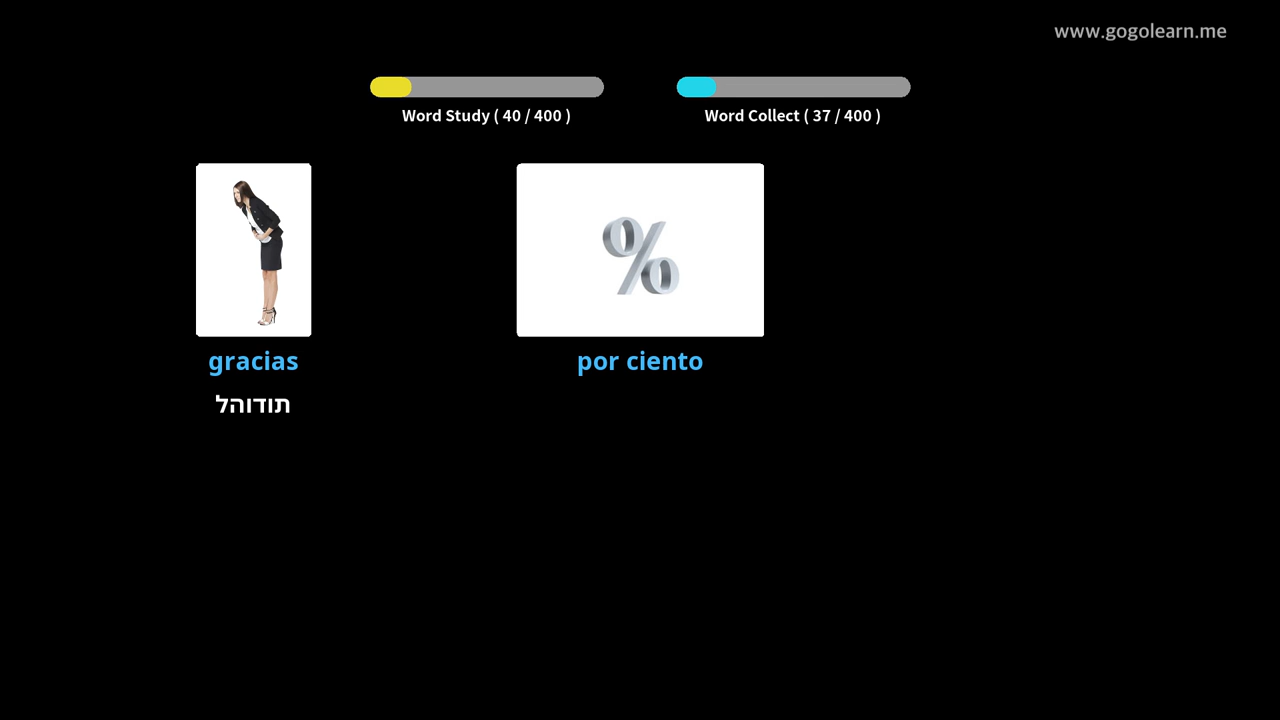 www.gogolearn.me
Word Study ( 40 / 400 )
Word Collect ( 37 / 400 )
gracias
תודוהל
por ciento